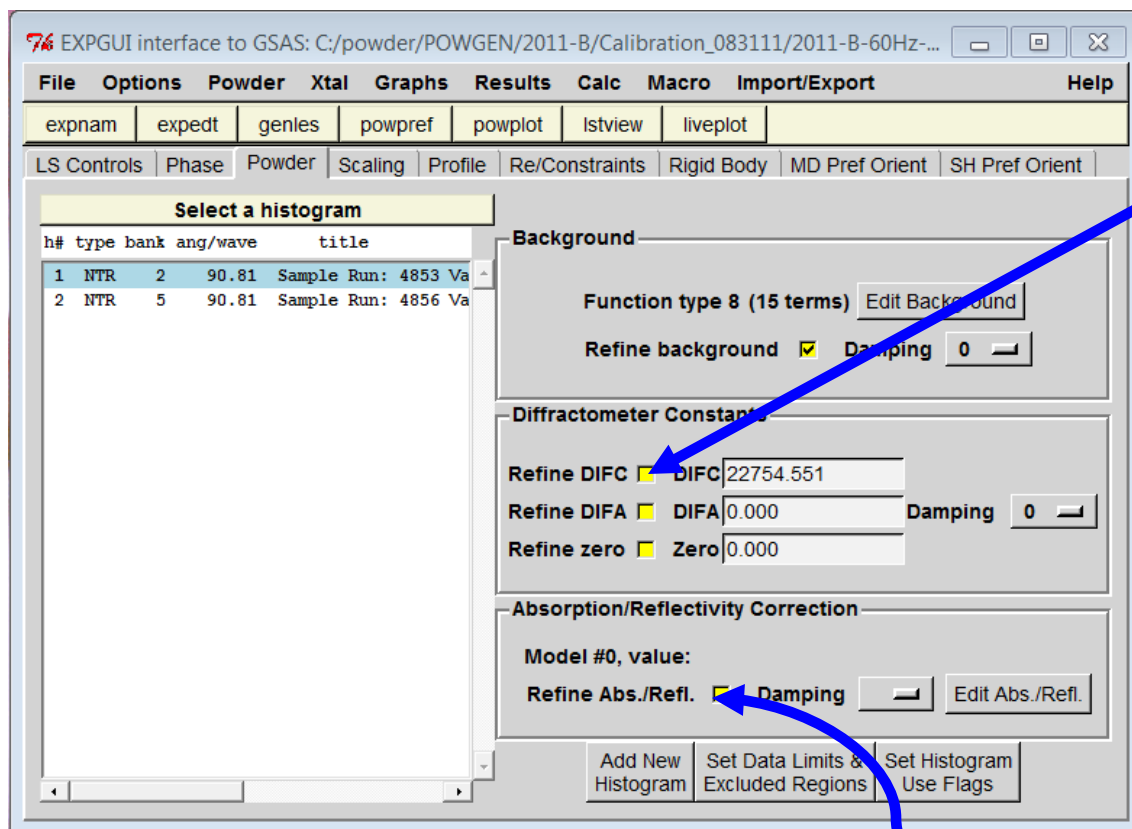 EXPGUI interface to GSAS: C:/powder/POWGEN/2011-B/Calibration_083111/2011-B-60Hz-...
File Options Powder Xtal Graphs Results Calc Macro Import/Export Help
expnam expedt genles powpref powplot lstview liveplot
LS Controls Phase Powder Scaling Profile Re/Constraints Rigid Body MD Pref Orient SH Pref Orient
Select a histogram
h# type bank ang/wave title
1 NTR 2 90.81 Sample Run: 4853 Va
2 NTR 5 90.81 Sample Run: 4856 Va
Background
Function type 8 (15 terms) Edit Background
Refine background Damping 0
Diffractometer Constants
Refine DIFC DIFC 22754.551
Refine DIFA DIFA 0.000 Damping 0
Refine zero Zero 0.000
Absorption/Reflectivity Correction
Model #0, value:
Refine Abs./Refl. Damping Edit Abs./Refl.
Add New Histogram Set Data Limits & Excluded Regions Set Histogram Use Flags